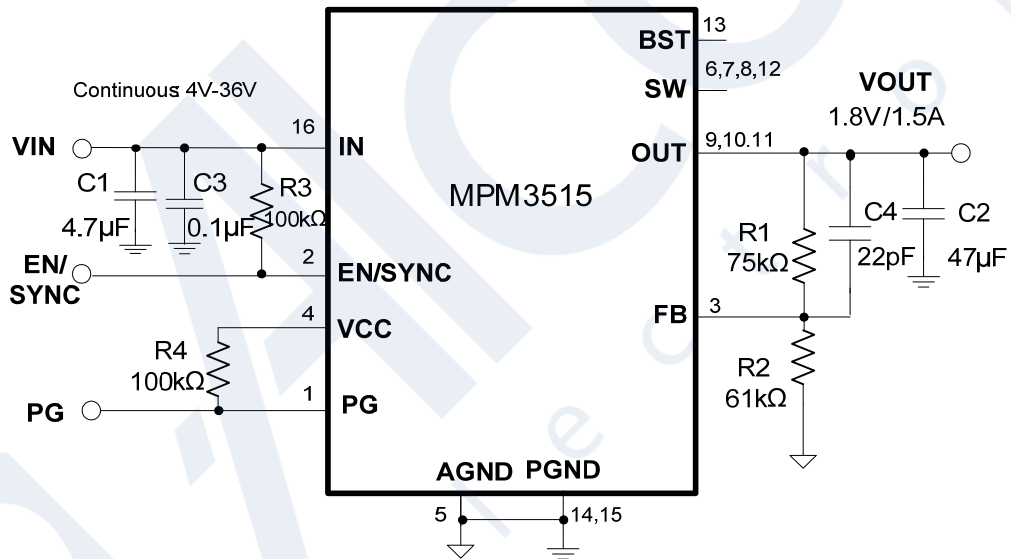 13
BST
6,7,8,12
SW
VOUT
1.8V/1.5A
Continuous: 4V-36V
VIN
16
IN
OUT
9,10.11
MPM3515
C1
4.7µF
C3
0.1µF
R3
100kΩ
R1
75kΩ
C4
22pF
C2
47µF
EN/
SYNC
2
EN/SYNC
4
VCC
FB
3
R4
100kΩ
R2
61kΩ
PG
1
PG
AGND PGND
5
14,15